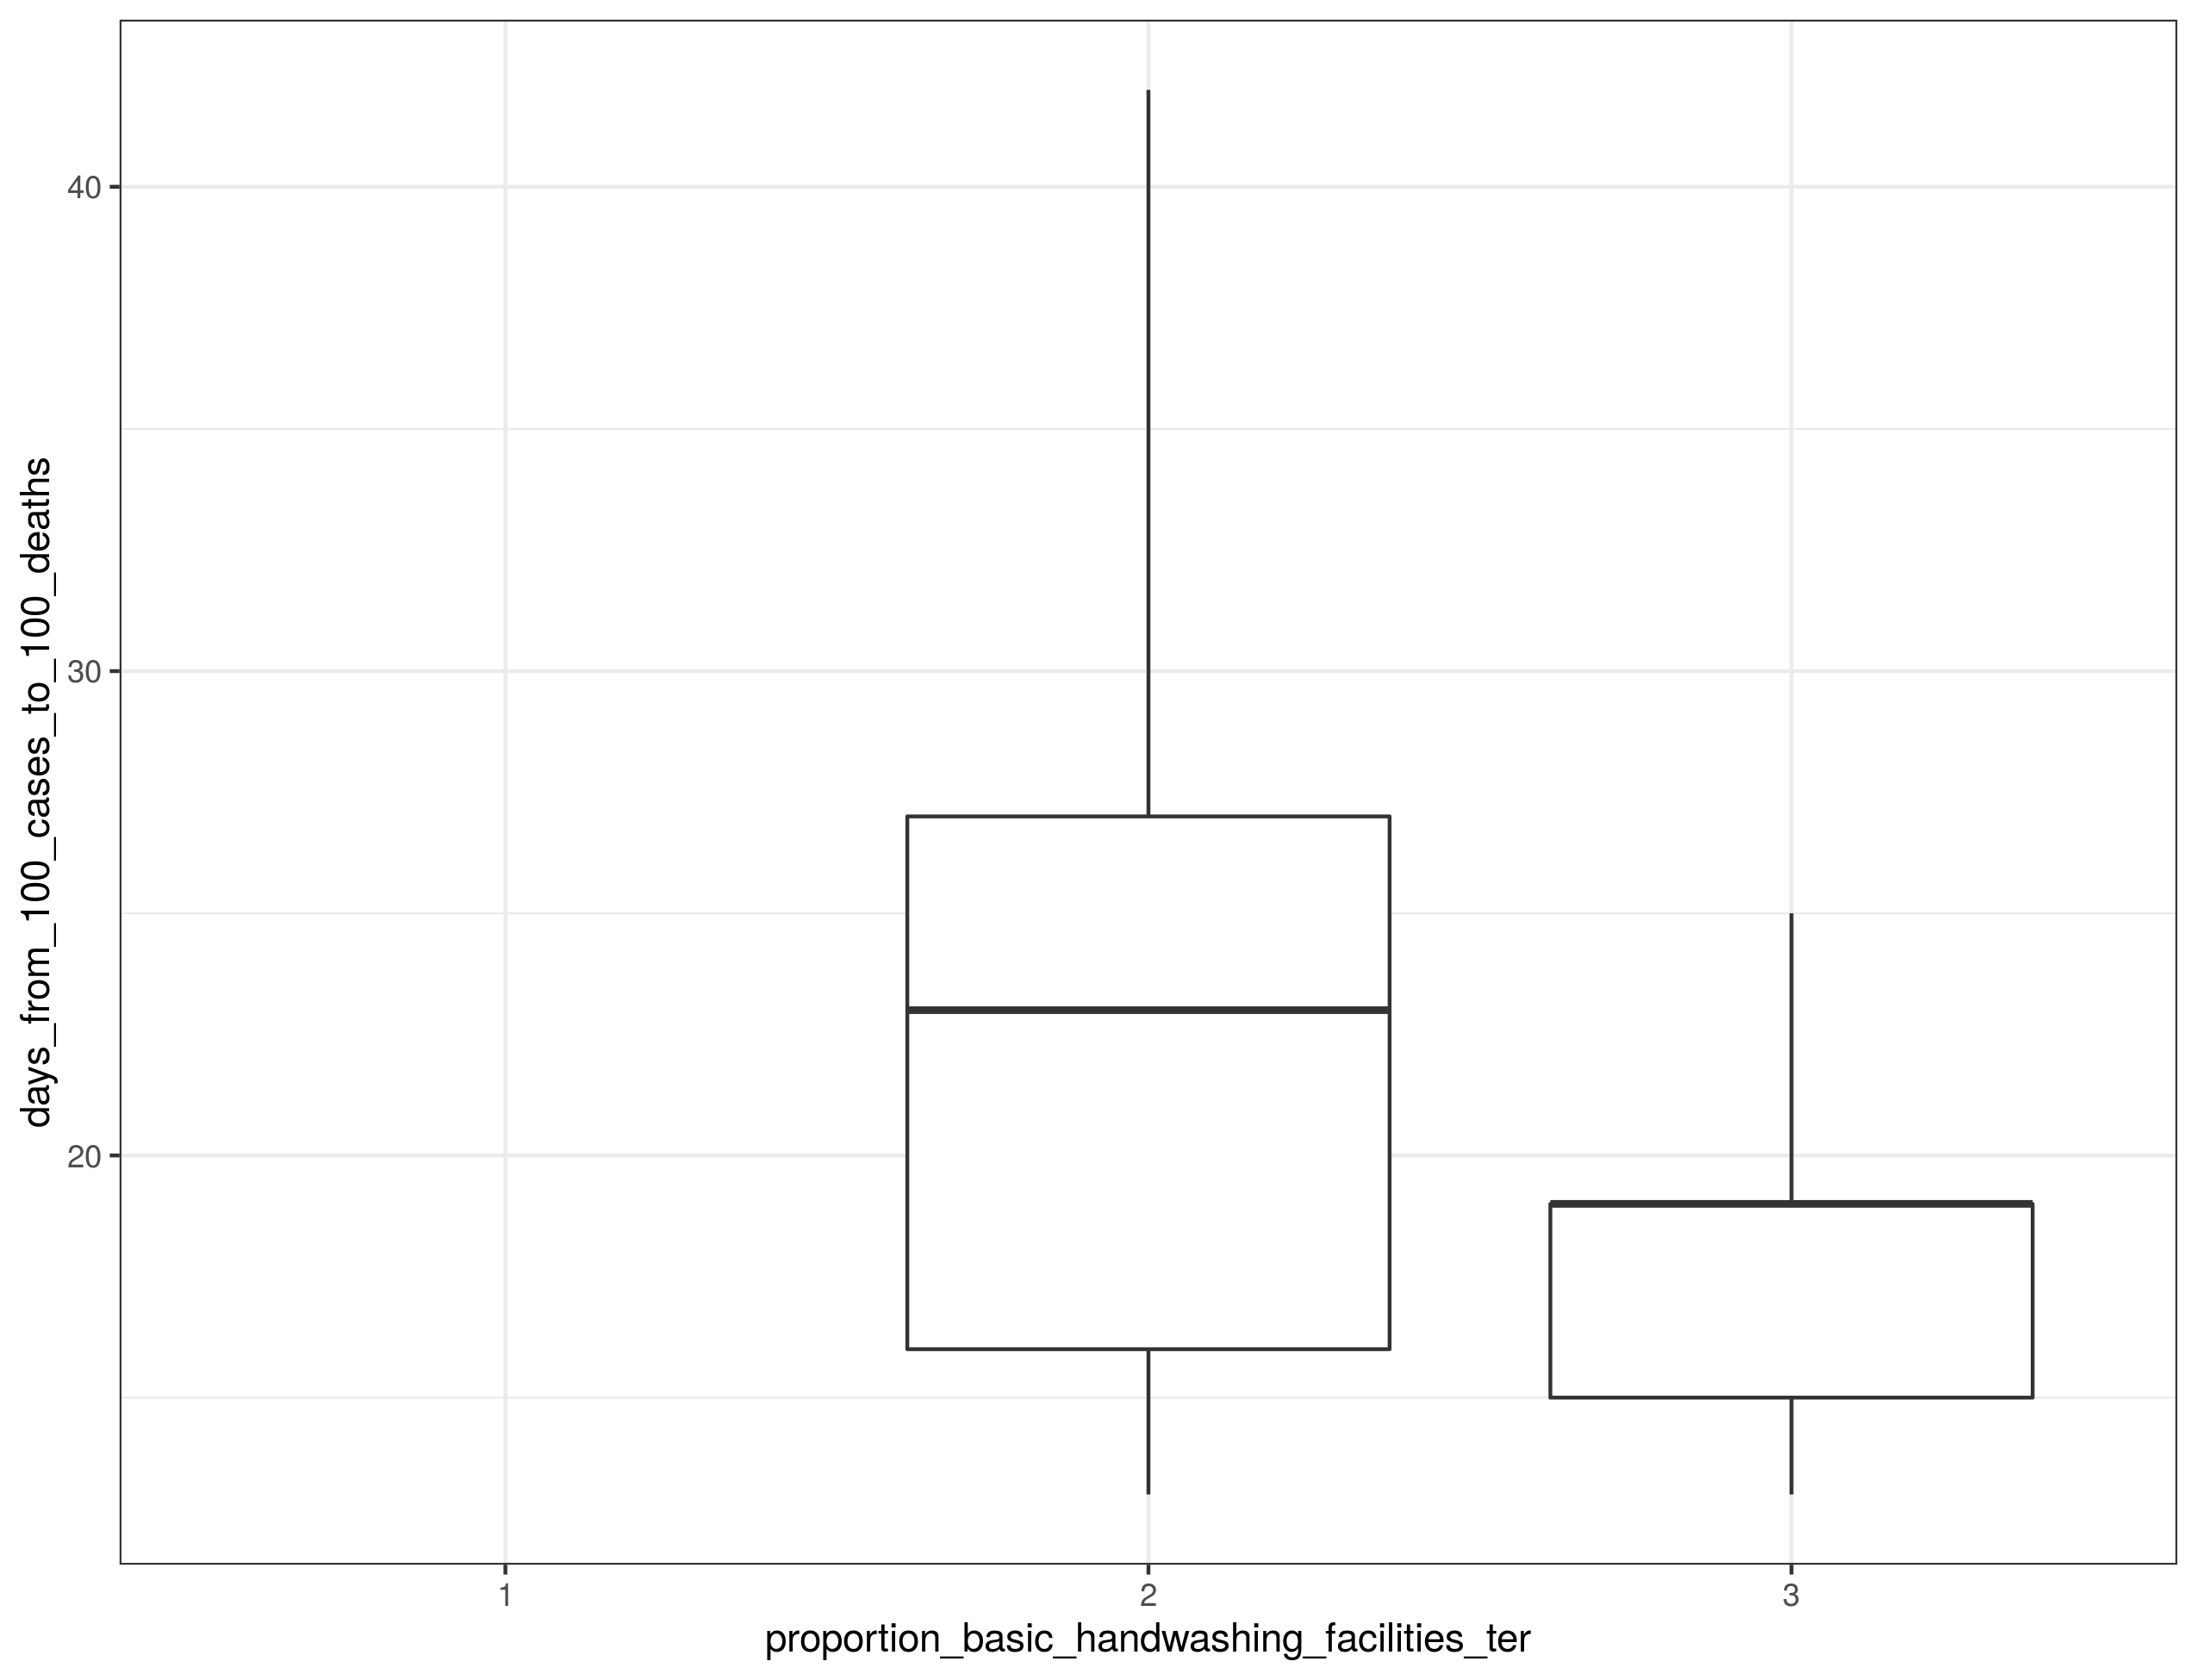 days_from_100_cases_to_100_deaths
40
30
20
1 2 3
proportion_basic_handwashing_facilities_ter